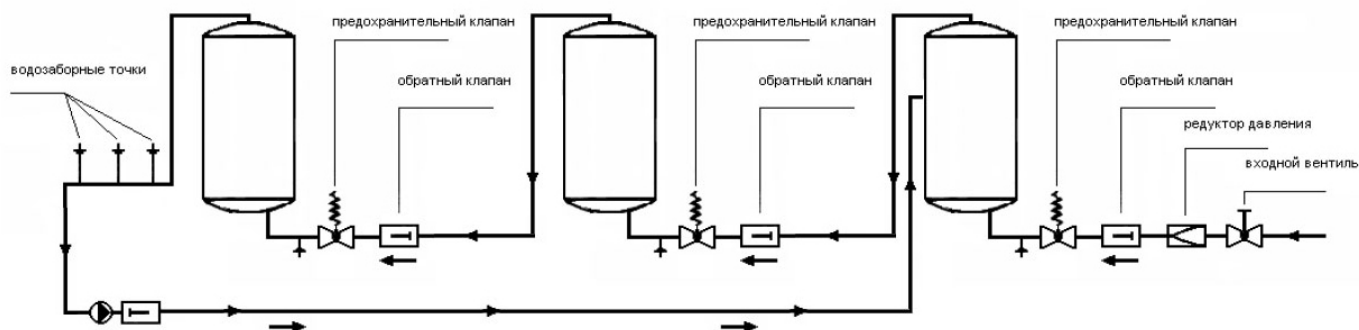 предохранительный клапан
предохранительный клапан
предохранительный клапан
водозаборные точки
обратный клапан
обратный клапан
обратный клапан
редуктор давления
входной вентиль